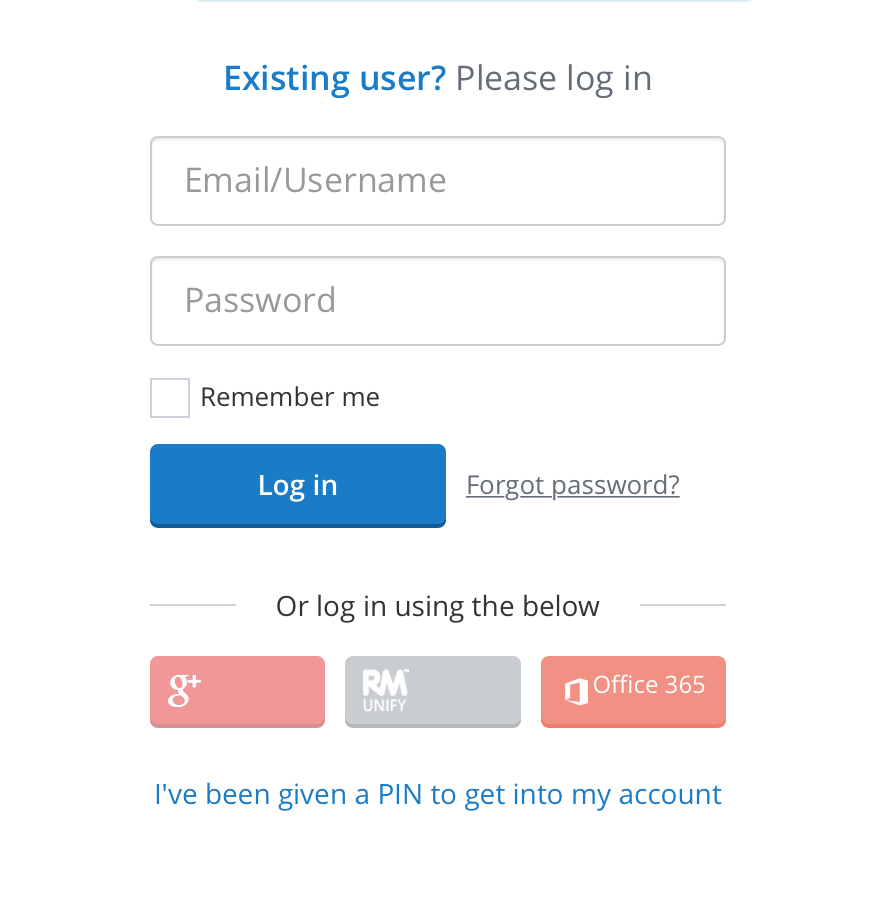 Existing user? Please log in
Email/Username
Password
Remember me
Log in
Forgot password?
Or log in using the below
g+
RM™
UNIFY
Office 365
I've been given a PIN to get into my account